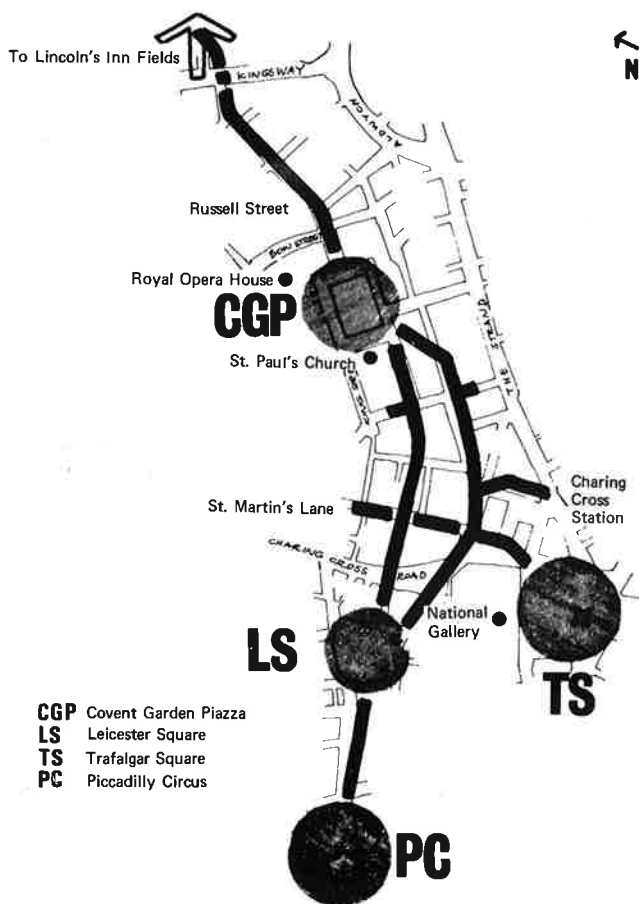 To Lincoln's Inn Fields
KINGSWAY
N
ALDWYCH
Russell Street
BOW STREET
Royal Opera House
CGP
THE STRAND
St. Paul's Church
St. Martin's Lane
Charing
Cross
Station
CHARING CROSS ROAD
National
Gallery
LS
TS
CGP Covent Garden Piazza
LS Leicester Square
TS Trafalgar Square
PC Piccadilly Circus
PC